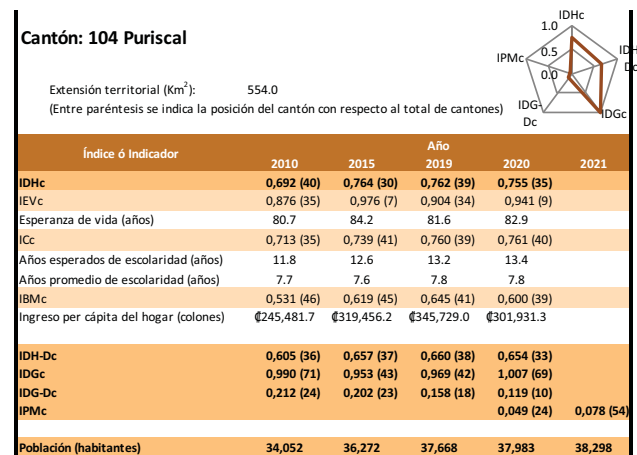 Cantón: 104 Puriscal
IDHc
1.0
0.5
0.0
IPMc
IDH-
Dc
IDG-
Dc
IDGc
Extensión territorial (Km2): 554.0
(Entre paréntesis se indica la posición del cantón con respecto al total de cantones)
Índice ó Indicador Año
2010 2015 2019 2020 2021
IDHc 0,692 (40) 0,764 (30) 0,762 (39) 0,755 (35)
IEVc 0,876 (35) 0,976 (7) 0,904 (34) 0,941 (9)
Esperanza de vida (años) 80.7 84.2 81.6 82.9
ICc 0,713 (35) 0,739 (41) 0,760 (39) 0,761 (40)
Años esperados de escolaridad (años) 11.8 12.6 13.2 13.4
Años promedio de escolaridad (años) 7.7 7.6 7.8 7.8
IBMc 0,531 (46) 0,619 (45) 0,645 (41) 0,600 (39)
Ingreso per cápita del hogar (colones) ₡245,481.7 ₡319,456.2 ₡345,729.0 ₡301,931.3
IDH-Dc 0,605 (36) 0,657 (37) 0,660 (38) 0,654 (33)
IDGc 0,990 (71) 0,953 (43) 0,969 (42) 1,007 (69)
IDG-Dc 0,212 (24) 0,202 (23) 0,158 (18) 0,119 (10)
IPMc 0,049 (24) 0,078 (54)
Población (habitantes) 34,052 36,272 37,668 37,983 38,298